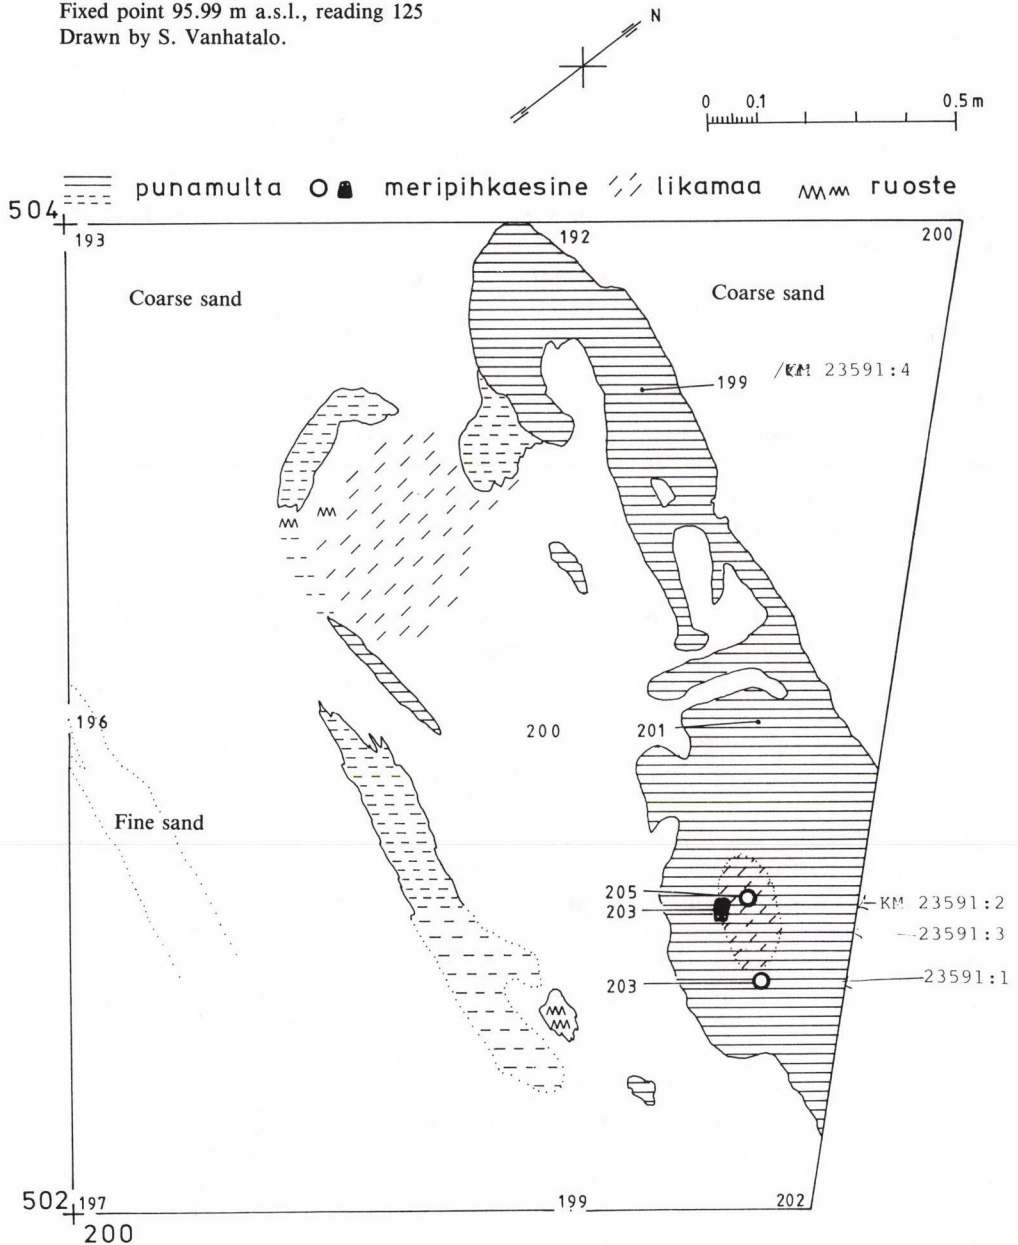 Fixed point 95.99 m a.s.l., reading 125
Drawn by S. Vanhatalo.
N
0 0.1 0.5 m
punamulta meripihkaesine likamaa ruoste
504
193 192 200
Coarse sand Coarse sand
199 KM 23591:4
196 200 201
Fine sand
205 KM 23591:2
203
23591:3
203 23591:1
502 197 199 202
200